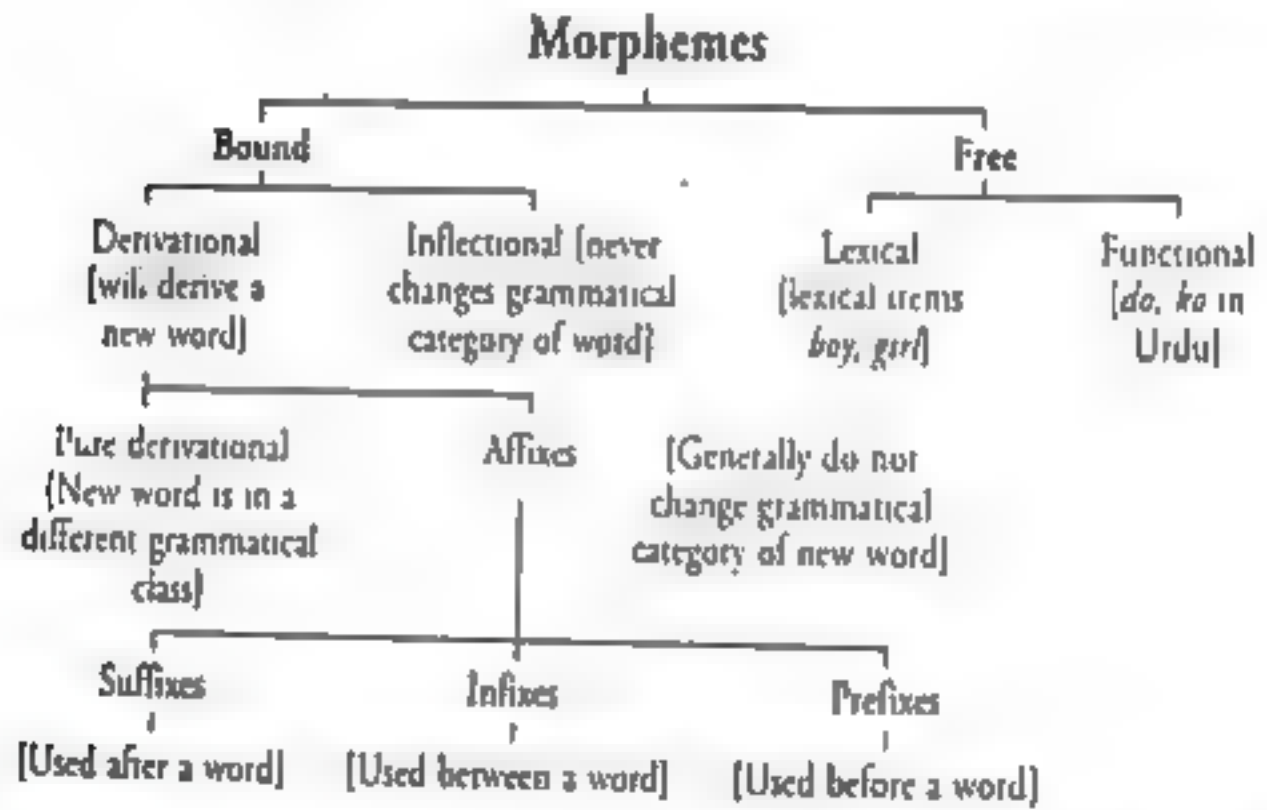 Morphemes
Bound
Free
Derivational
[will derive a
new word]
Inflectional [never
changes grammatical
category of word]
Lexical
[lexical items
boy, girl]
Functional
[do, ko in
Urdu]
Pure derivational
[New word is in a
different grammatical
class]
Affixes
[Generally do not
change grammatical
category of new word]
Suffixes
Infixes
Prefixes
[Used after a word]
[Used between a word]
[Used before a word]